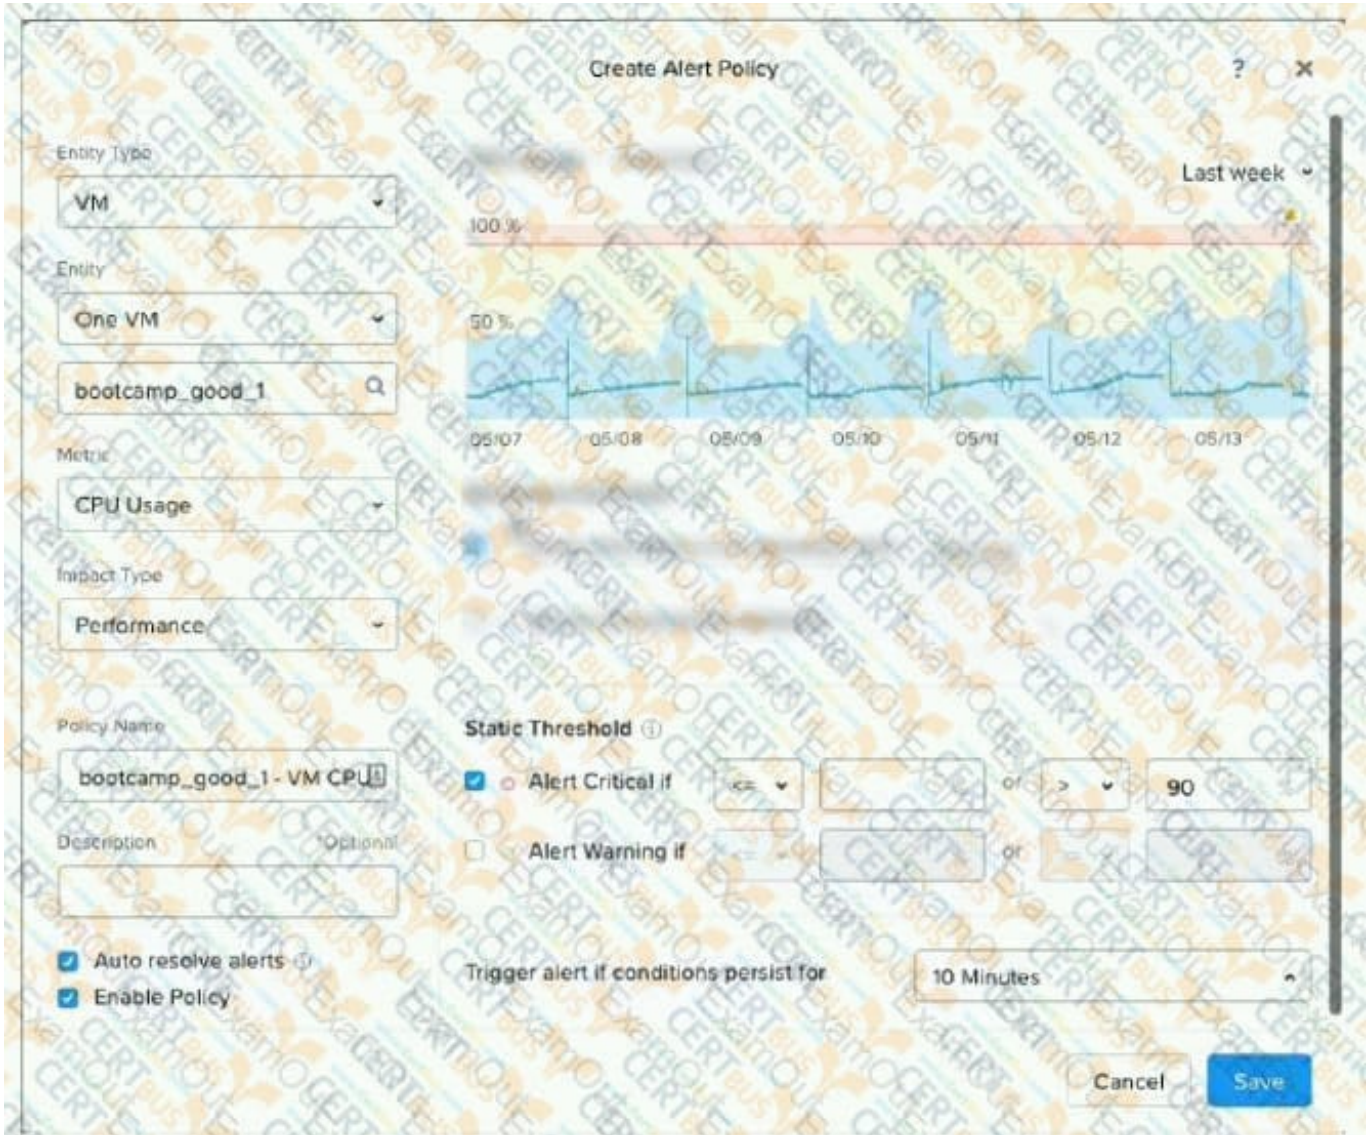 Create Alert Policy ? ×
Entity Type
VM
Entity
One VM
bootcamp_good_1
Metric
CPU Usage
Impact Type
Performance
Policy Name
bootcamp_good_1 - VM CPU
Description *Optional
Auto resolve alerts
Enable Policy
Last week
100 %
50 %
05/07 05/08 05/09 05/10 05/11 05/12 05/13
Static Threshold
Alert Critical if <= or > 90
Alert Warning if <= or >=
Trigger alert if conditions persist for 10 Minutes
Cancel Save